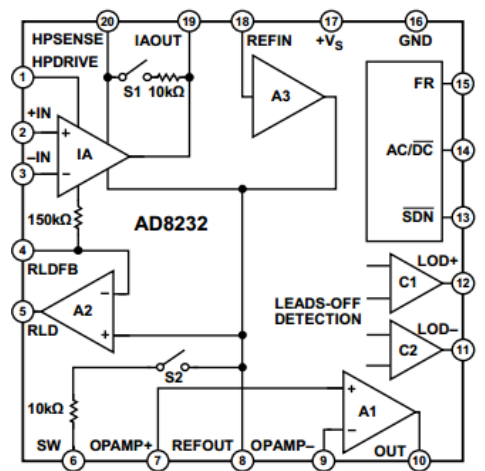 20
19
18
17
16
HPSENSE
IAOUT
REFIN
+VS
GND
HPDRIVE
S1
10kΩ
1
A3
FR
15
+IN
2
+
IA
AC/DC
14
–IN
3
–
150kΩ
AD8232
SDN
13
4
RLDFB
LOD+
C1
12
–
A2
5
RLD
+
LEADS-OFF
DETECTION
LOD–
C2
11
S2
10kΩ
+
A1
–
SW
OPAMP+
REFOUT
OPAMP–
OUT
6
7
8
9
10